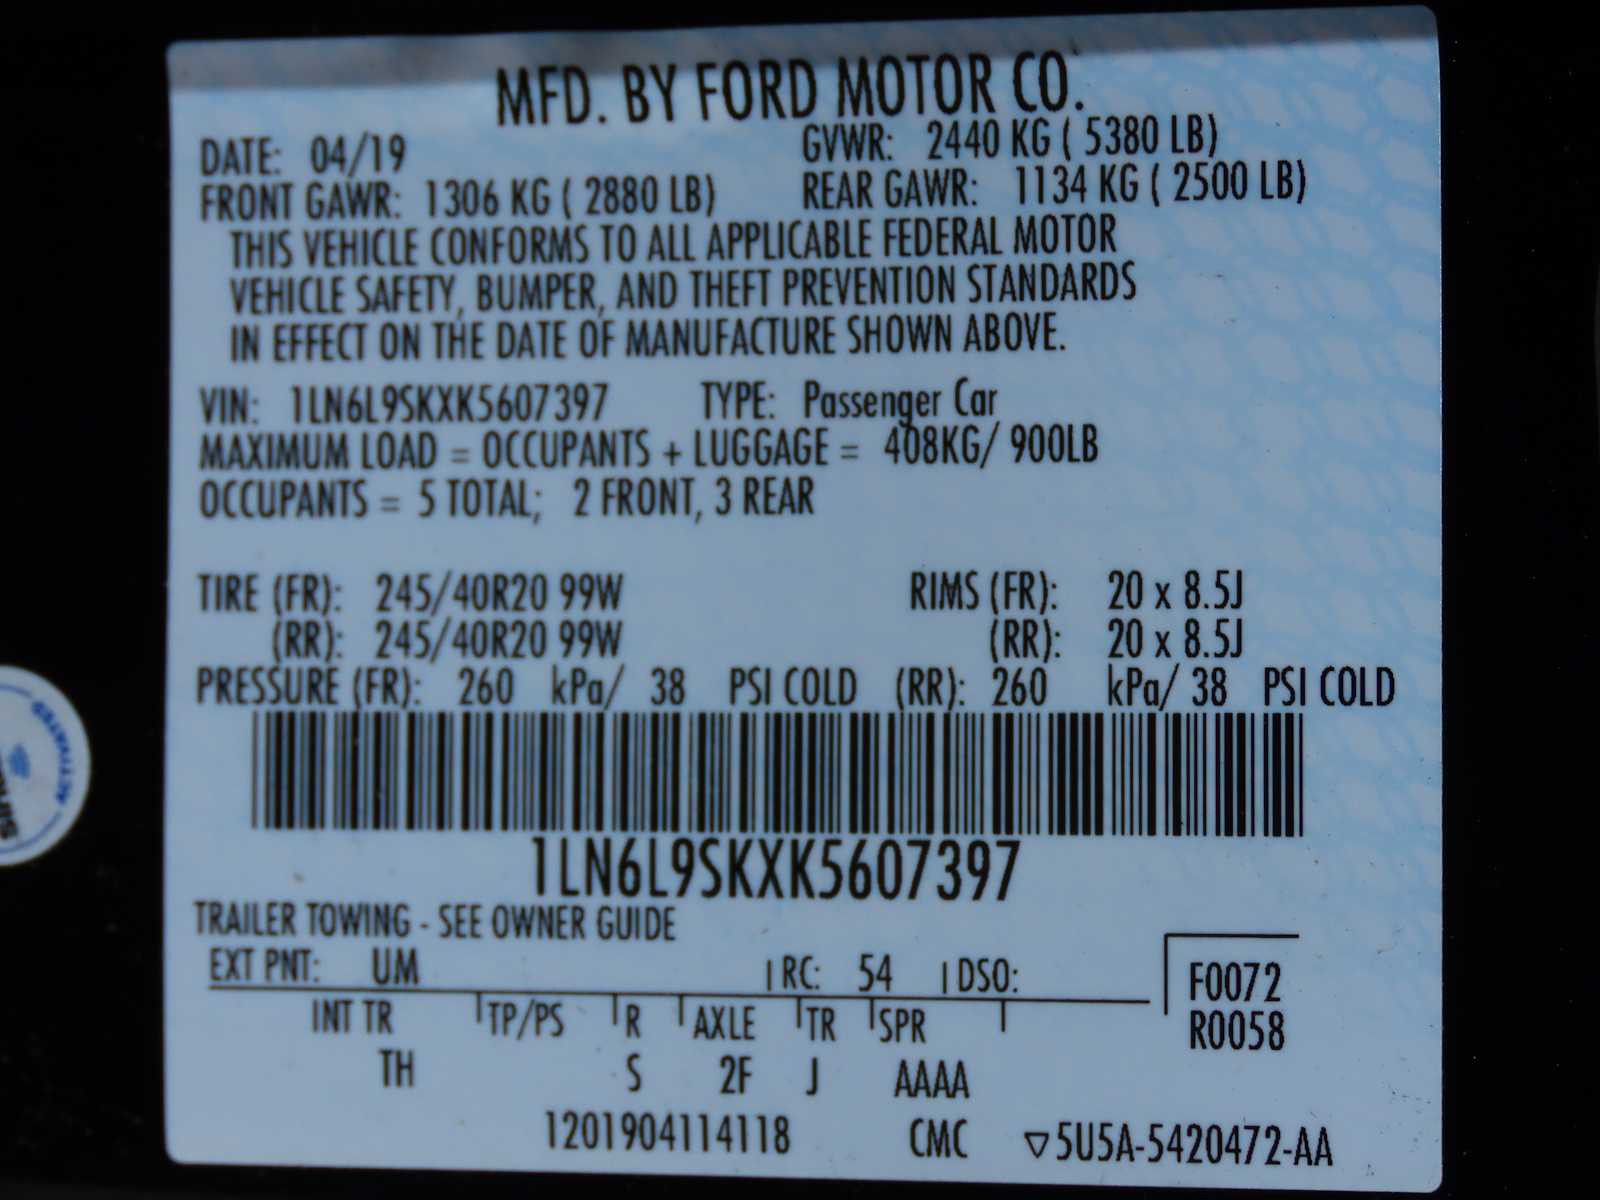 MFD. BY FORD MOTOR CO.
DATE: 04/19 GVWR: 2440 KG ( 5380 LB)
FRONT GAWR: 1306 KG ( 2880 LB) REAR GAWR: 1134 KG ( 2500 LB)
THIS VEHICLE CONFORMS TO ALL APPLICABLE FEDERAL MOTOR
VEHICLE SAFETY, BUMPER, AND THEFT PREVENTION STANDARDS
IN EFFECT ON THE DATE OF MANUFACTURE SHOWN ABOVE.
VIN: 1LN6L9SKXK5607397 TYPE: Passenger Car
MAXIMUM LOAD = OCCUPANTS + LUGGAGE = 408KG/ 900LB
OCCUPANTS = 5 TOTAL; 2 FRONT, 3 REAR
TIRE (FR): 245/40R20 99W RIMS (FR): 20 x 8.5J
(RR): 245/40R20 99W (RR): 20 x 8.5J
PRESSURE (FR): 260 kPa/ 38 PSI COLD (RR): 260 kPa/ 38 PSI COLD
1LN6L9SKXK5607397
TRAILER TOWING - SEE OWNER GUIDE
EXT PNT: UM RC: 54 DSO:
F0072
R0058
INT TR TP/PS R AXLE TR SPR
TH S 2F J AAAA
1201904114118 CMC ▽5U5A-5420472-AA
ACTIVATED